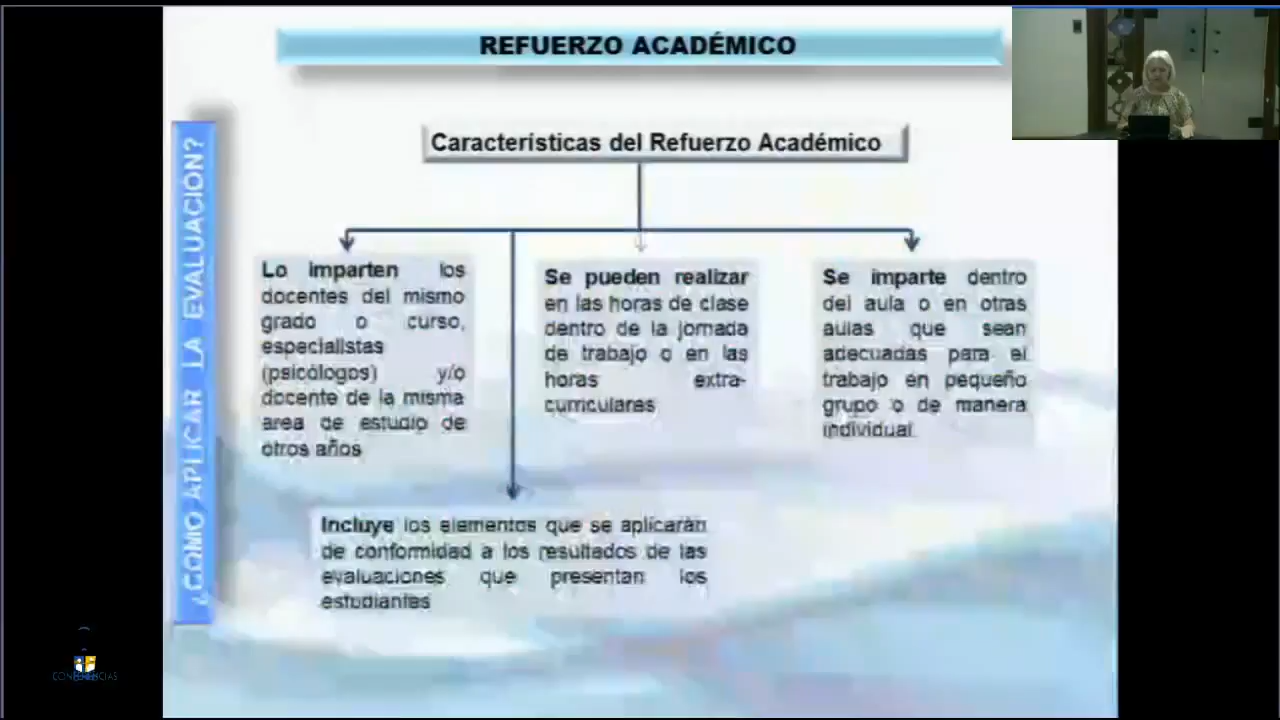 REFUERZO ACADÉMICO
¿COMO APLICAR LA EVALUACIÓN?
Características del Refuerzo Académico
Lo imparten los
docentes del mismo
grado o curso,
especialistas
(psicólogos) y/o
docente de la misma
area de estudio de
otros años
Se pueden realizar
en las horas de clase
dentro de la jornada
de trabajo o en las
horas extra-
curriculares
Se imparte dentro
del aula o en otras
aulas que sean
adecuadas para el
trabajo en pequeño
grupo o de manera
individual.
Incluye los elementos que se aplicarán
de conformidad a los resultados de las
evaluaciones que presentan los
estudiantes